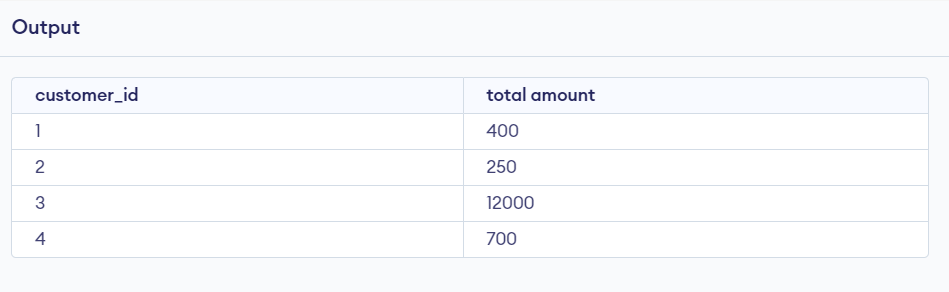 Output
customer_id total amount
1 400
2 250
3 12000
4 700